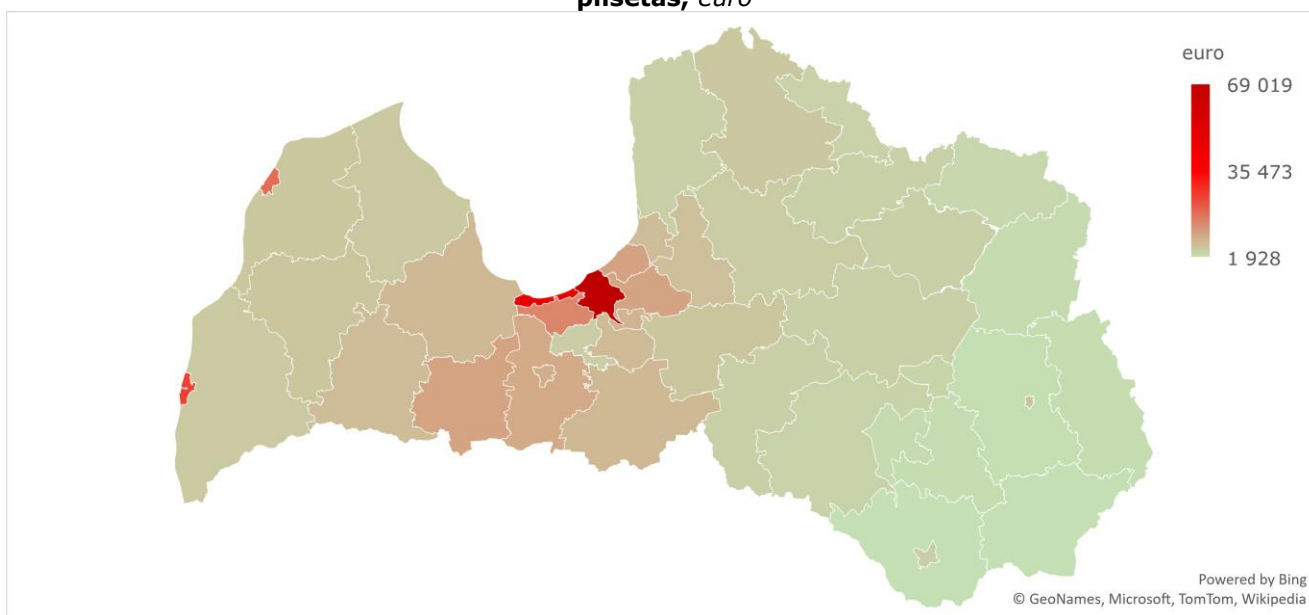 pilsētās, euro
euro
69 019
35 473
1 928
Powered by Bing
© GeoNames, Microsoft, TomTom, Wikipedia